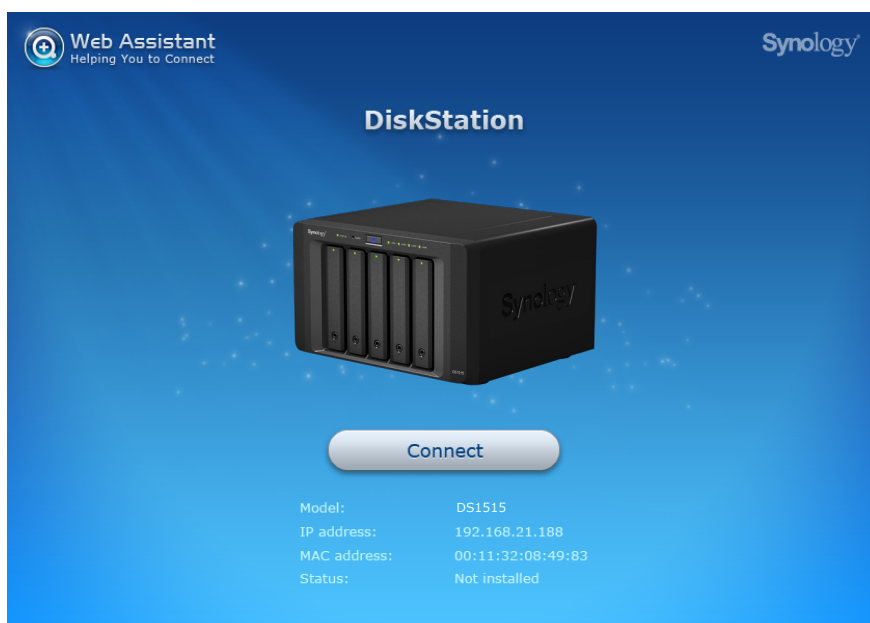 Web Assistant
Helping You to Connect
Synology
DiskStation
Synology
Synology
Connect
Model: DS1515
IP address: 192.168.21.188
MAC address: 00:11:32:08:49:83
Status: Not installed